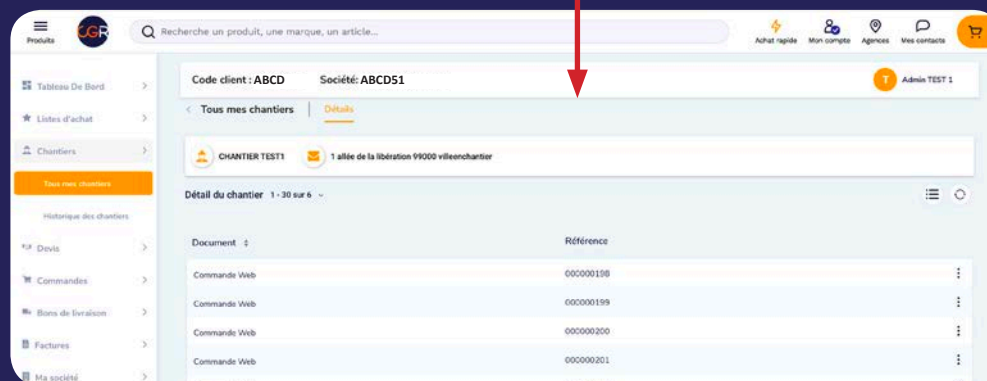 CGR
Produits
Recherche un produit, une marque, un article...
Achat rapide
Mon compte
Agences
Mes contacts
Code client : ABCD Société: ABCD51
T Admin TEST 1
Tableau De Bord
Listes d'achat
Chantiers
Tous mes chantiers
Historique des chantiers
Devis
Commandes
Bons de livraison
Factures
Ma société
< Tous mes chantiers | Détails
CHANTIER TEST1 1 allée de la libération 99000 villeenchantier
Détail du chantier 1 - 30 sur 6
Document Référence
Commande Web 000000198
Commande Web 000000199
Commande Web 000000200
Commande Web 000000201